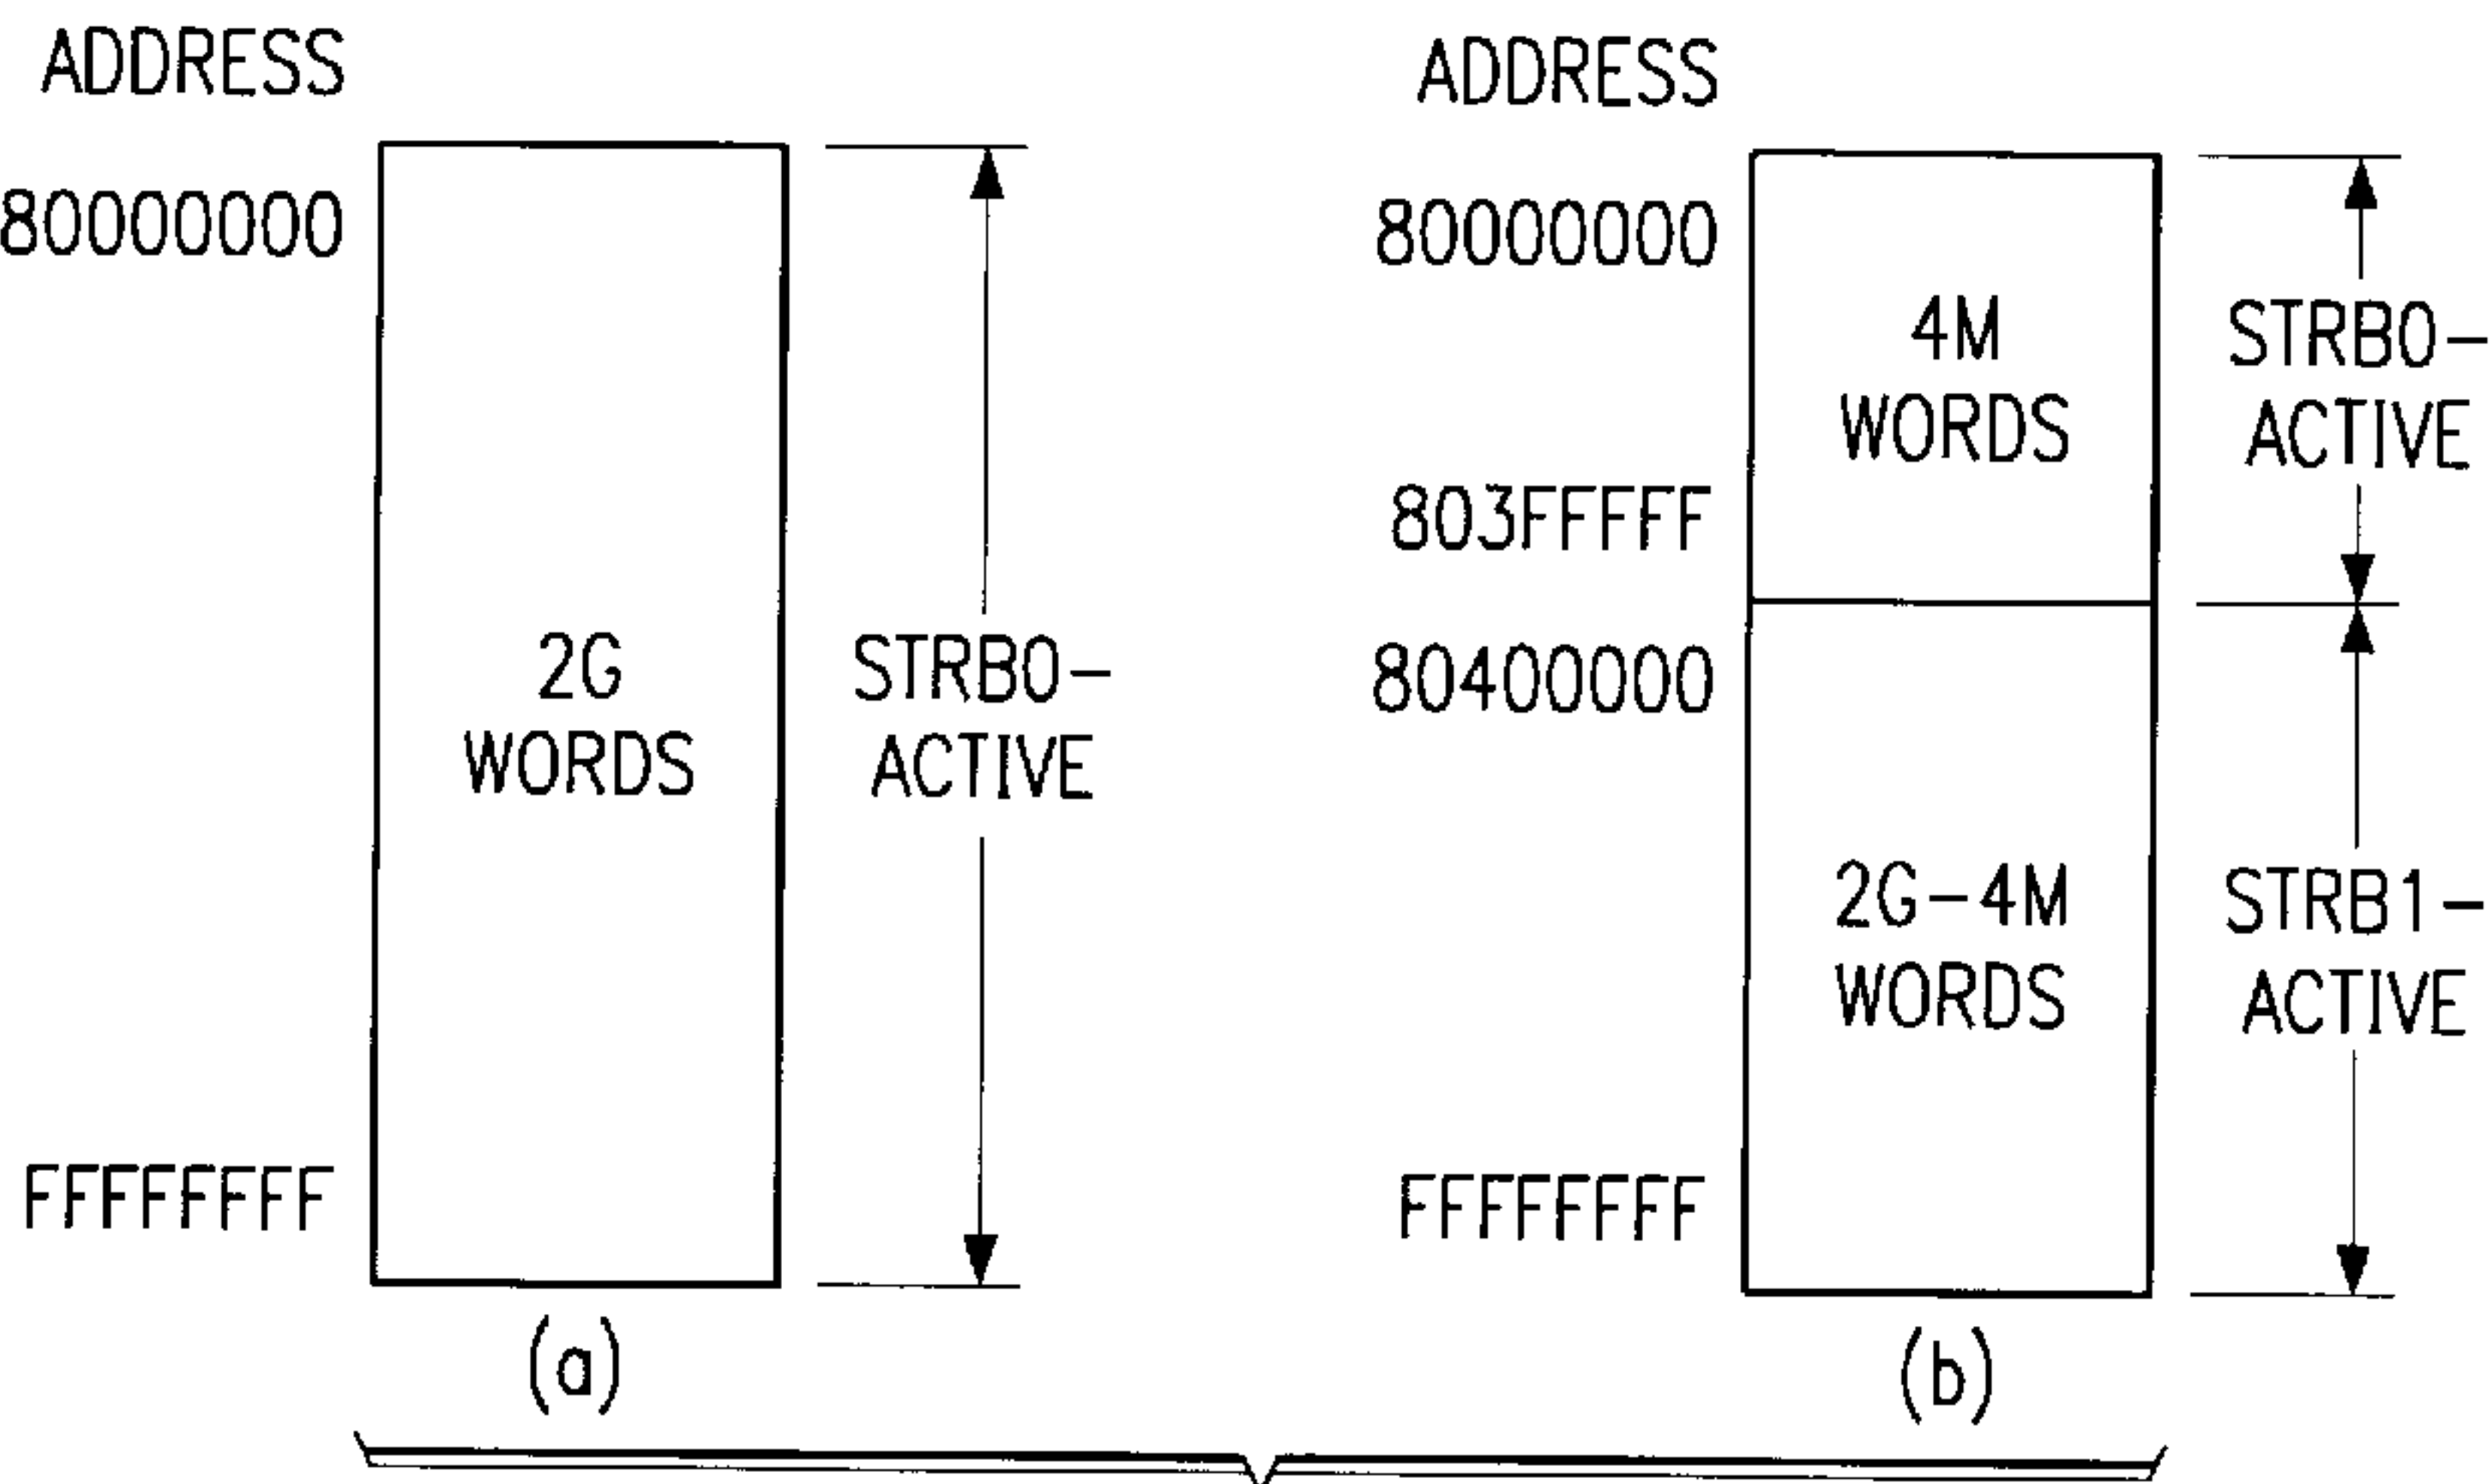 ADDRESS
80000000
2G
WORDS
STRB0-
ACTIVE
FFFFFFFF
(a)
ADDRESS
80000000
4M
WORDS
STRB0-
ACTIVE
803FFFFF
80400000
2G-4M
WORDS
STRB1-
ACTIVE
FFFFFFFF
(b)